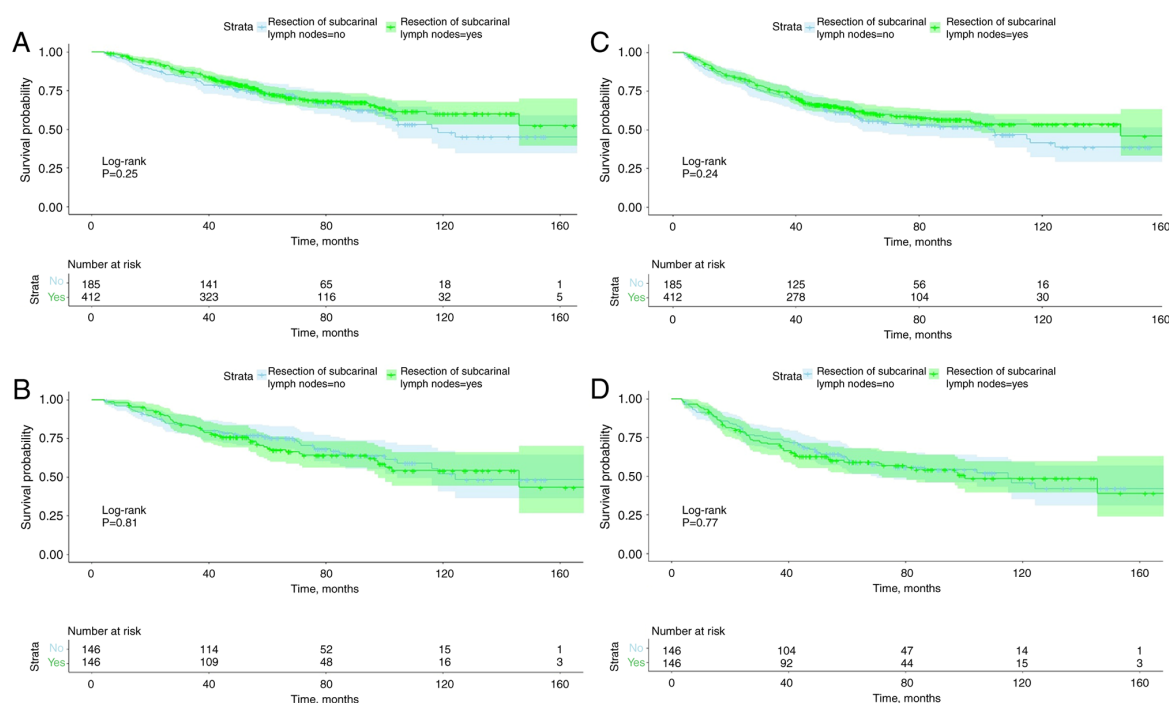 A
Strata Resection of subcarinal lymph nodes=no Resection of subcarinal lymph nodes=yes
Survival probability
1.00
0.75
0.50
0.25
0.00
Log-rank
P=0.25
0 40 80 120 160
Time, months
Number at risk
Strata
No 185 141 65 18 1
Yes 412 323 116 32 5
0 40 80 120 160
Time, months
C
Strata Resection of subcarinal lymph nodes=no Resection of subcarinal lymph nodes=yes
Survival probability
1.00
0.75
0.50
0.25
0.00
Log-rank
P=0.24
0 40 80 120 160
Time, months
Number at risk
Strata
No 185 125 56 16
Yes 412 278 104 30
0 40 80 120 160
Time, months
B
Strata Resection of subcarinal lymph nodes=no Resection of subcarinal lymph nodes=yes
Survival probability
1.00
0.75
0.50
0.25
0.00
Log-rank
P=0.81
0 40 80 120 160
Time, months
Number at risk
Strata
No 146 114 52 15 1
Yes 146 109 48 16 3
0 40 80 120 160
Time, months
D
Strata Resection of subcarinal lymph nodes=no Resection of subcarinal lymph nodes=yes
Survival probability
1.00
0.75
0.50
0.25
0.00
Log-rank
P=0.77
0 40 80 120 160
Time, months
Number at risk
Strata
No 146 104 47 14 1
Yes 146 92 44 15 3
0 40 80 120 160
Time, months